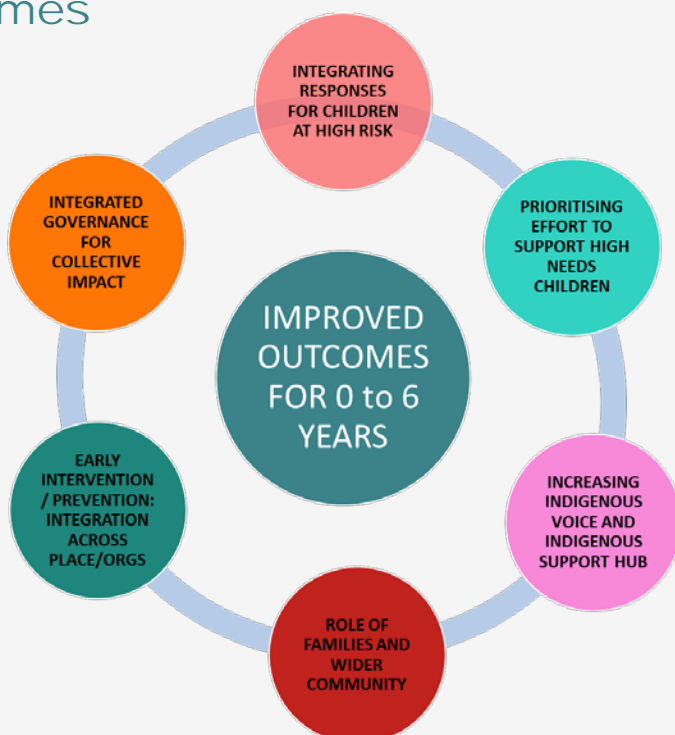 INTEGRATING
RESPONSES
FOR CHILDREN
AT HIGH RISK
PRIORITISING
EFFORT TO
SUPPORT HIGH
NEEDS
CHILDREN
INCREASING
INDIGENOUS
VOICE AND
INDIGENOUS
SUPPORT HUB
ROLE OF
FAMILIES AND
WIDER
COMMUNITY
EARLY
INTERVENTION
/ PREVENTION:
INTEGRATION
ACROSS
PLACE/ORGS
INTEGRATED
GOVERNANCE
FOR
COLLECTIVE
IMPACT
IMPROVED
OUTCOMES
FOR 0 to 6
YEARS